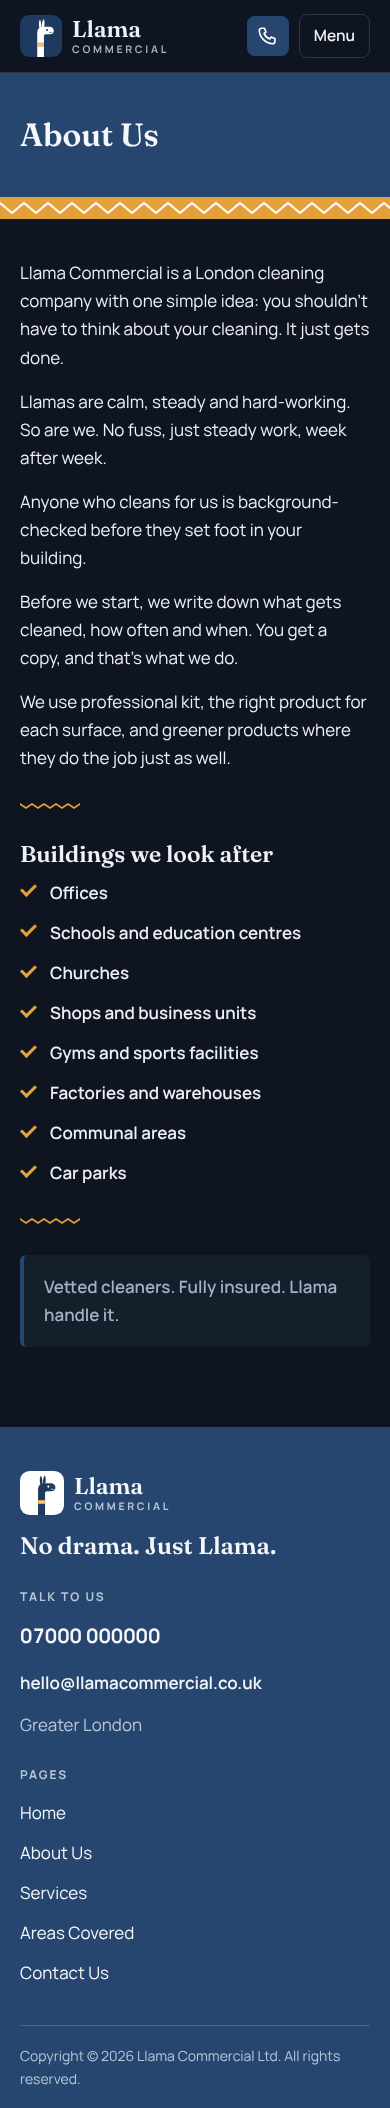 Llama
COMMERCIAL
Menu
About Us
Llama Commercial is a London cleaning
company with one simple idea: you shouldn't
have to think about your cleaning. It just gets
done.
Llamas are calm, steady and hard-working.
So are we. No fuss, just steady work, week
after week.
Anyone who cleans for us is background-
checked before they set foot in your
building.
Before we start, we write down what gets
cleaned, how often and when. You get a
copy, and that's what we do.
We use professional kit, the right product for
each surface, and greener products where
they do the job just as well.
Buildings we look after
Offices
Schools and education centres
Churches
Shops and business units
Gyms and sports facilities
Factories and warehouses
Communal areas
Car parks
Vetted cleaners. Fully insured. Llama
handle it.
Llama
COMMERCIAL
No drama. Just Llama.
TALK TO US
07000 000000
hello@llamacommercial.co.uk
Greater London
PAGES
Home
About Us
Services
Areas Covered
Contact Us
Copyright © 2026 Llama Commercial Ltd. All rights
reserved.